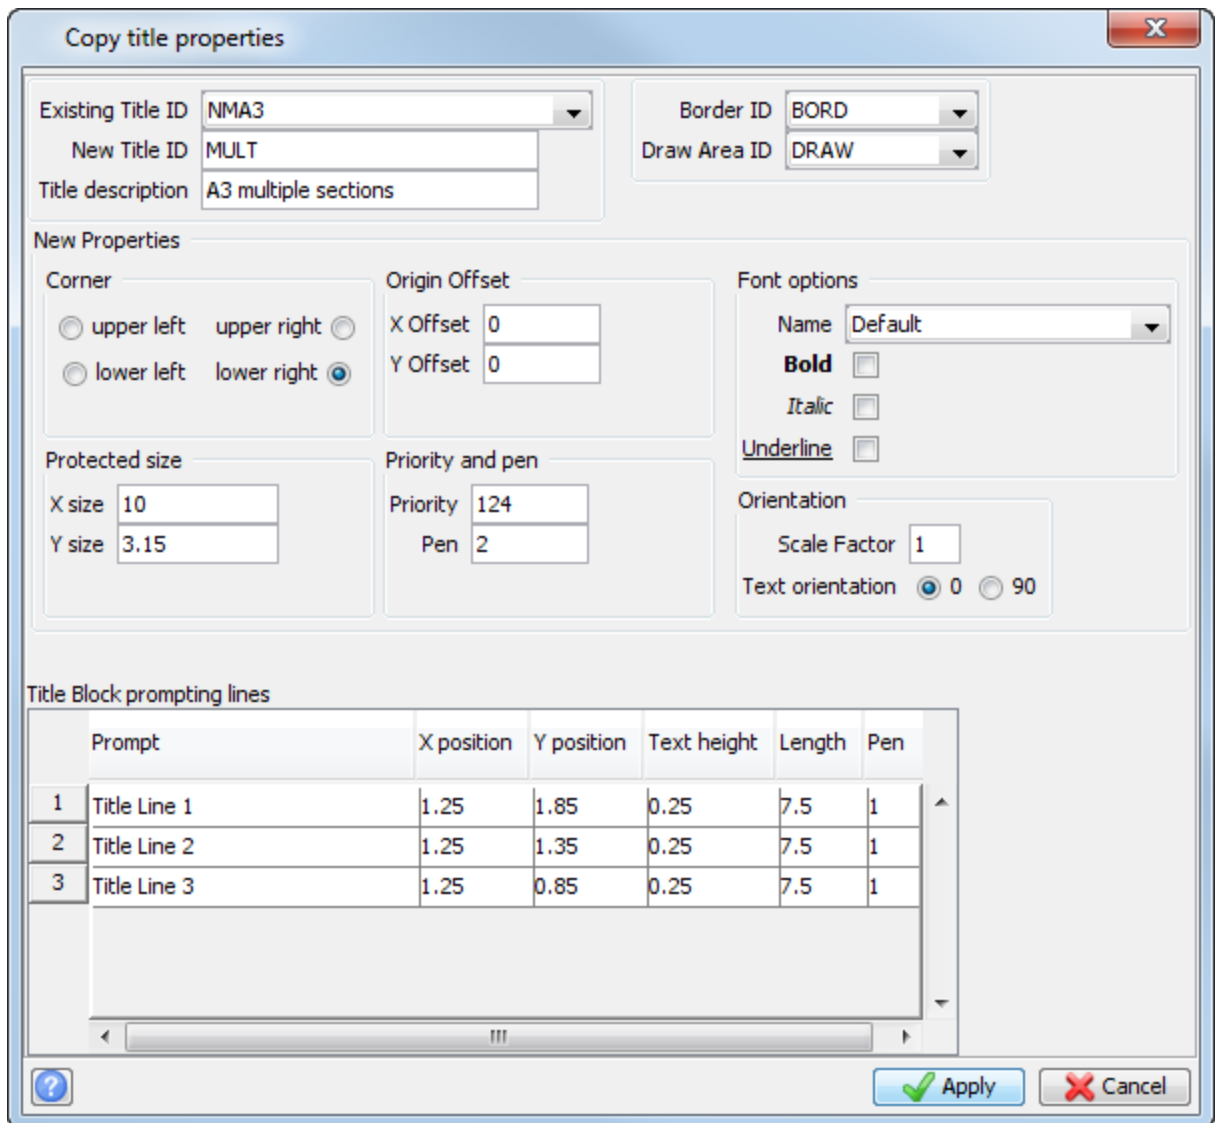 Copy title properties
X
Existing Title ID NMA3
New Title ID MULT
Title description A3 multiple sections
Border ID BORD
Draw Area ID DRAW
New Properties
Corner
upper left upper right
lower left lower right
Origin Offset
X Offset 0
Y Offset 0
Font options
Name Default
Bold
Italic
Underline
Protected size
X size 10
Y size 3.15
Priority and pen
Priority 124
Pen 2
Orientation
Scale Factor 1
Text orientation 0 90
Title Block prompting lines
Prompt X position Y position Text height Length Pen
1 Title Line 1 1.25 1.85 0.25 7.5 1
2 Title Line 2 1.25 1.35 0.25 7.5 1
3 Title Line 3 1.25 0.85 0.25 7.5 1
? Apply Cancel